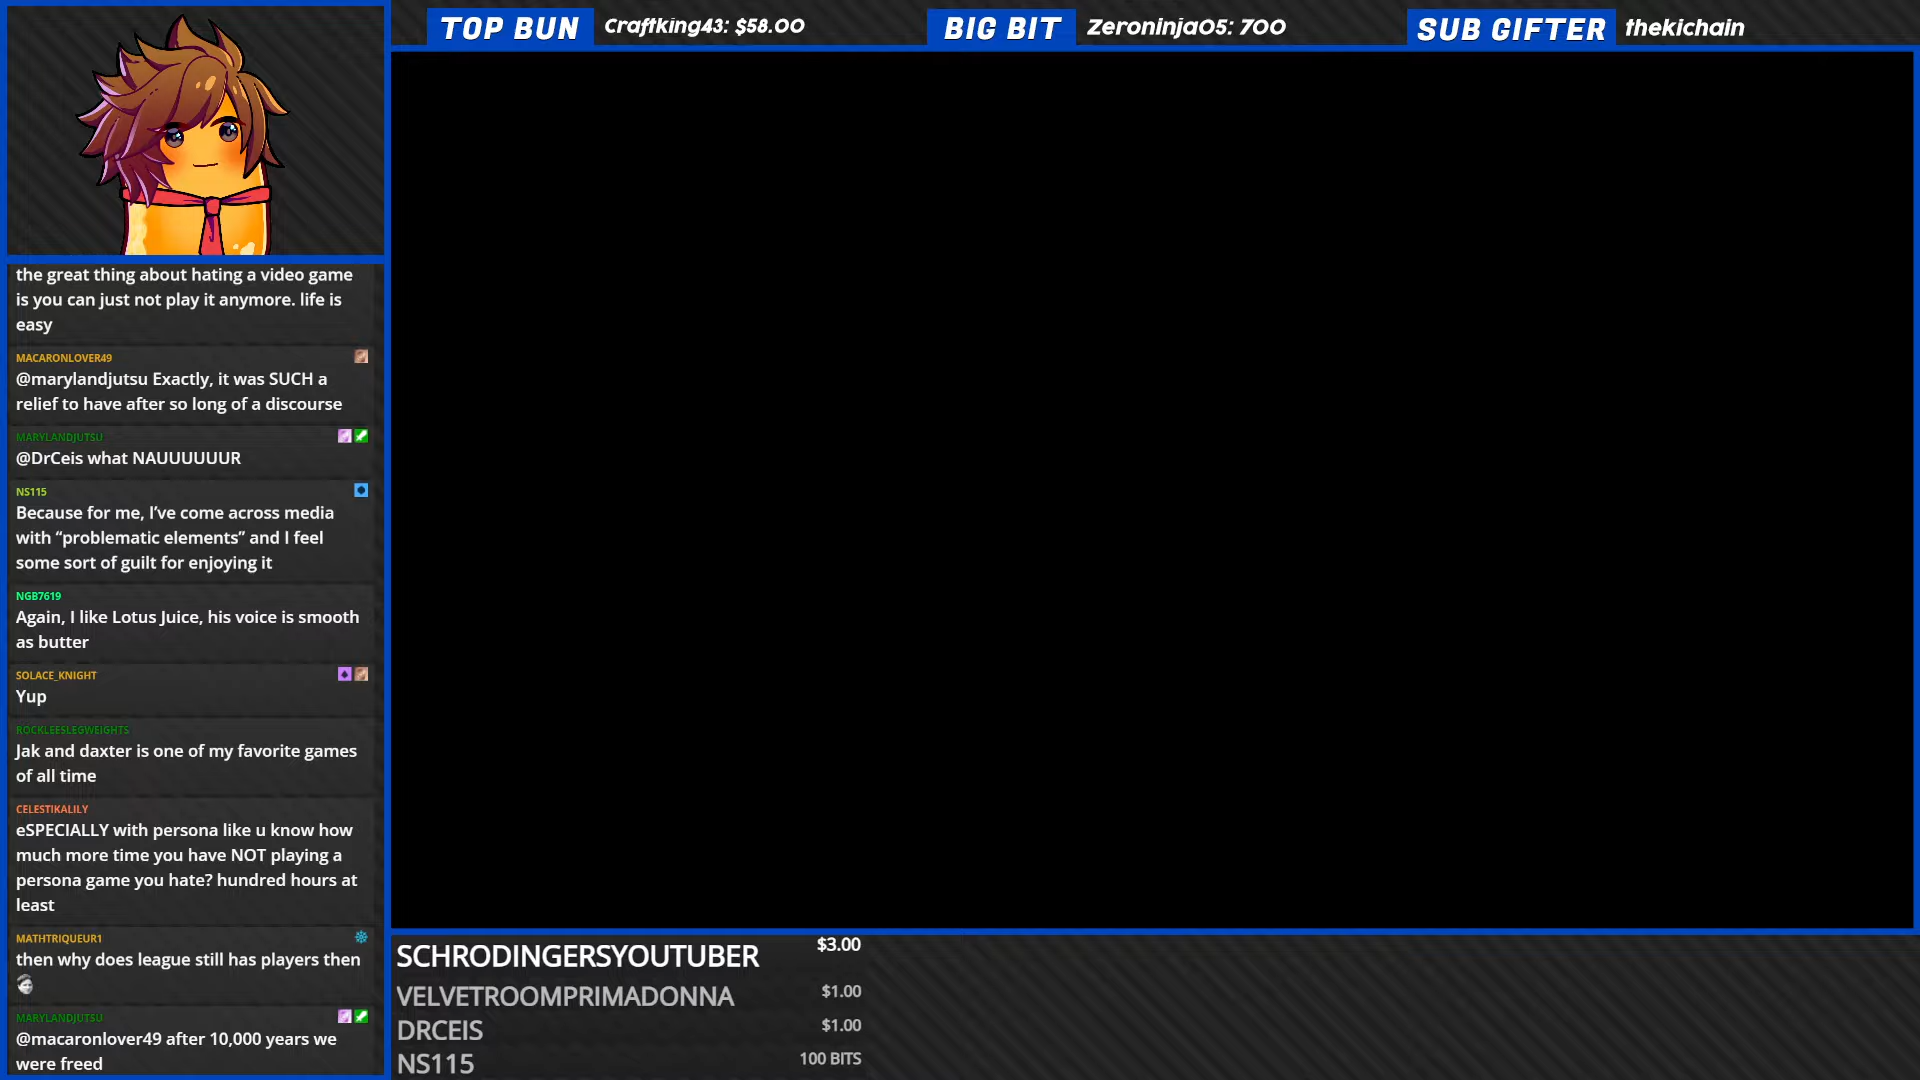 TOP BUN Craftking43: $58.00 BIG BIT Zeroninja05: 700 SUB GIFTER thekichain
the great thing about hating a video game
is you can just not play it anymore. life is
easy
MACARONLOVER49
@marylandjutsu Exactly, it was SUCH a
relief to have after so long of a discourse
MARYLANDJUTSU
@DrCeis what NAUUUUUUR
NS115
Because for me, I’ve come across media
with “problematic elements” and I feel
some sort of guilt for enjoying it
NGB7619
Again, I like Lotus Juice, his voice is smooth
as butter
SOLACE_KNIGHT
Yup
ROCKLEESLEGWEIGHTS
Jak and daxter is one of my favorite games
of all time
CELESTIKALILY
eSPECIALLY with persona like u know how
much more time you have NOT playing a
persona game you hate? hundred hours at
least
MATHTRIQUEUR1
then why does league still has players then
MARYLANDJUTSU
@macaronlover49 after 10,000 years we
were freed
SCHRODINGERSYOUTUBER $3.00
VELVETROOMPRIMADONNA $1.00
DRCEIS $1.00
NS115 100 BITS